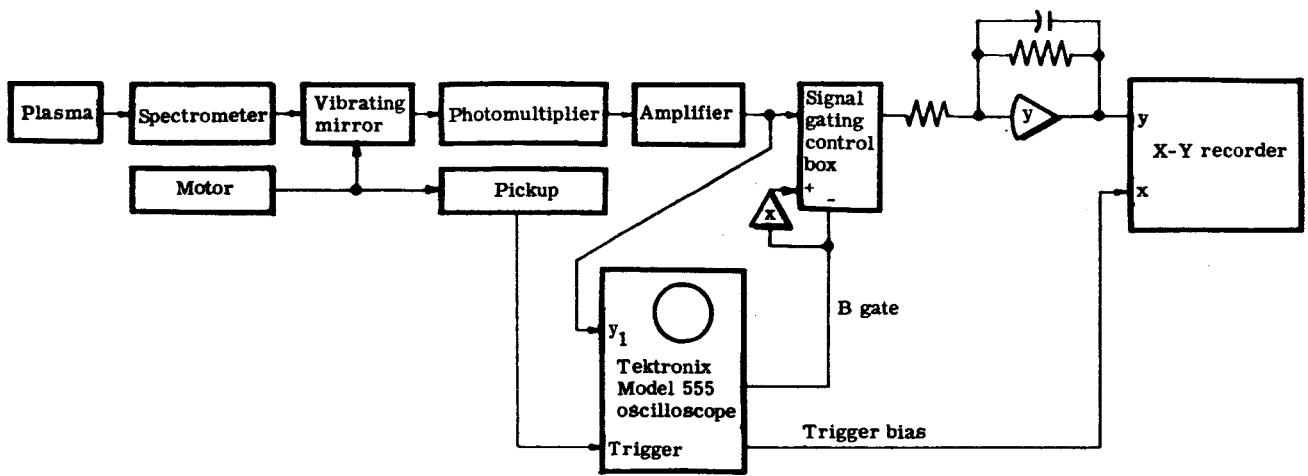 Plasma
Spectrometer
Vibrating
mirror
Photomultiplier
Amplifier
Signal
gating
control
box
+
-
y
y
X-Y recorder
x
Motor
Pickup
x
B gate
y1
Tektronix
Model 555
oscilloscope
Trigger
Trigger bias